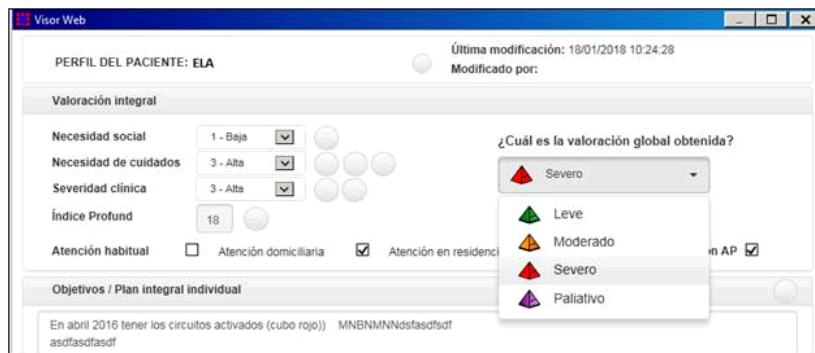 Visor Web
PERFIL DEL PACIENTE: ELA
Última modificación: 18/01/2018 10:24:28
Modificado por:
Valoración integral
Necesidad social 1 - Baja
¿Cuál es la valoración global obtenida?
Necesidad de cuidados 3 - Alta
Severo
Severidad clínica 3 - Alta
Índice Profund 18
Leve
Moderado
Severo
Paliativo
Atención habitual Atención domiciliaria Atención en residenci n AP
Objetivos / Plan integral individual
En abril 2016 tener los circuitos activados (cubo rojo)) MNBNMNNdsfasdfsdf
asdfasdfasdf